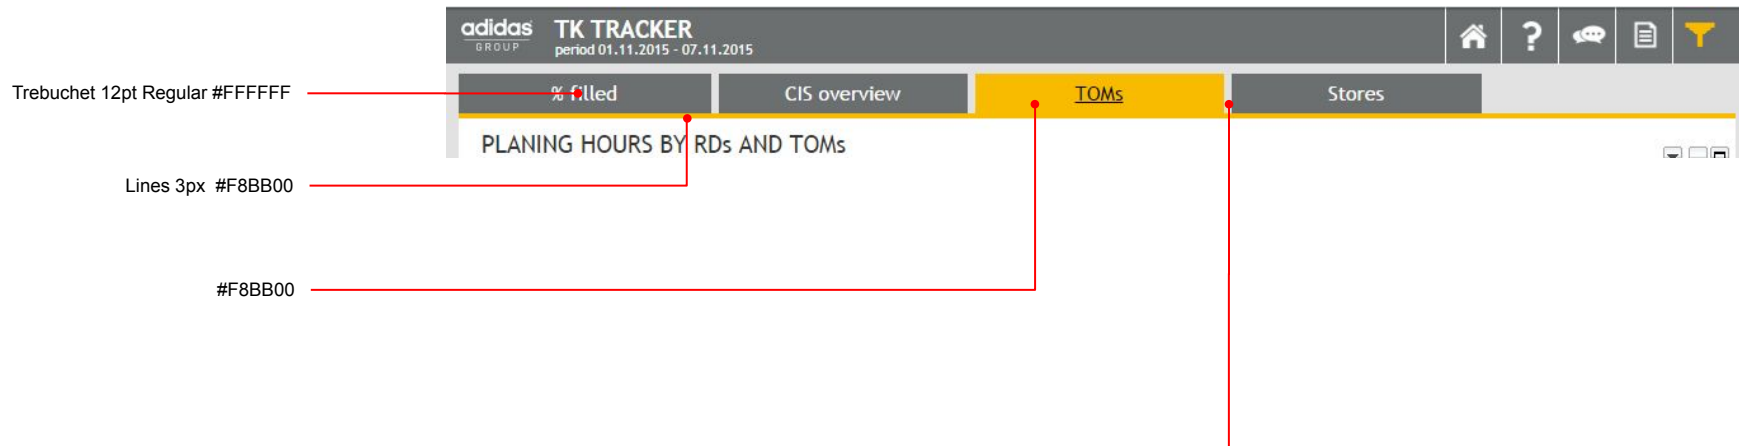 adidas
GROUP
TK TRACKER
period 01.11.2015 - 07.11.2015
?
Trebuchet 12pt Regular #FFFFFF
% filled
CIS overview
TOMs
Stores
PLANING HOURS BY RDs AND TOMs
Lines 3px #F8BB00
#F8BB00